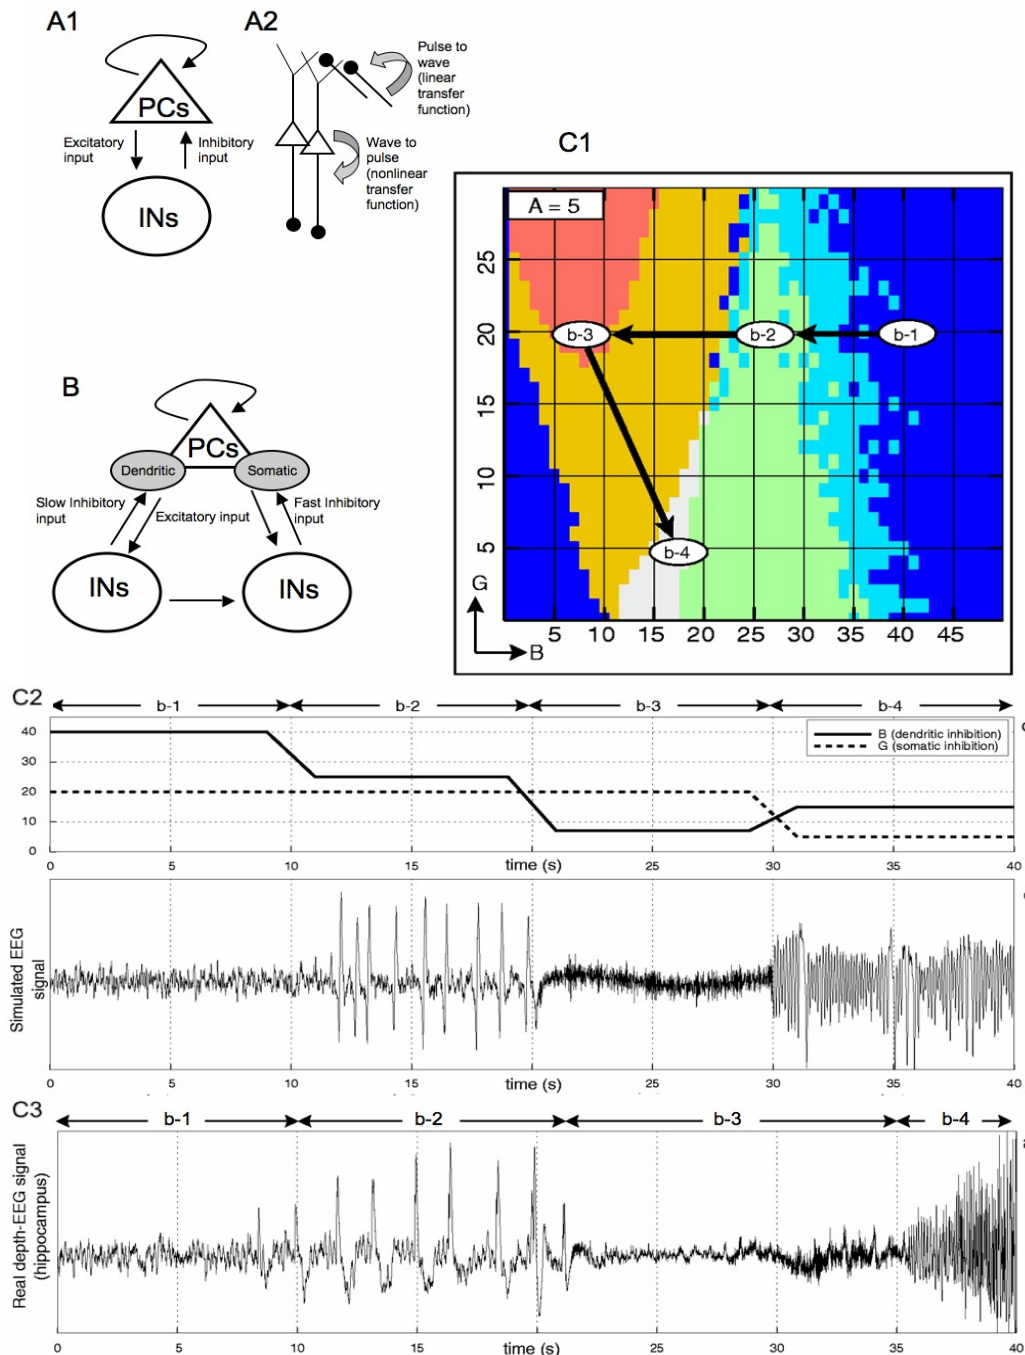 A1
A2
PCs
Excitatory
input
Inhibitory
input
INs
Pulse to
wave
(linear
transfer
function)
Wave to
pulse
(nonlinear
transfer
function)
B
PCs
Dendritic
Somatic
Slow Inhibitory
input
Excitatory input
Fast Inhibitory
input
INs
INs
C1
A = 5
25
20
15
10
5
b-3
b-2
b-1
b-4
G
5 10 15 20 25 30 35 40 45
B
C2
b-1 b-2 b-3 b-4
40
30
20
10
0
B (dendritic inhibition)
G (somatic inhibition)
0 5 10 15 time (s) 25 30 35 40
Simulated EEG
signal
0 5 10 15 time (s) 25 30 35 40
C3
b-1 b-2 b-3 b-4
Real depth-EEG signal
(hippocampus)
0 5 10 15 time (s) 25 30 35 40